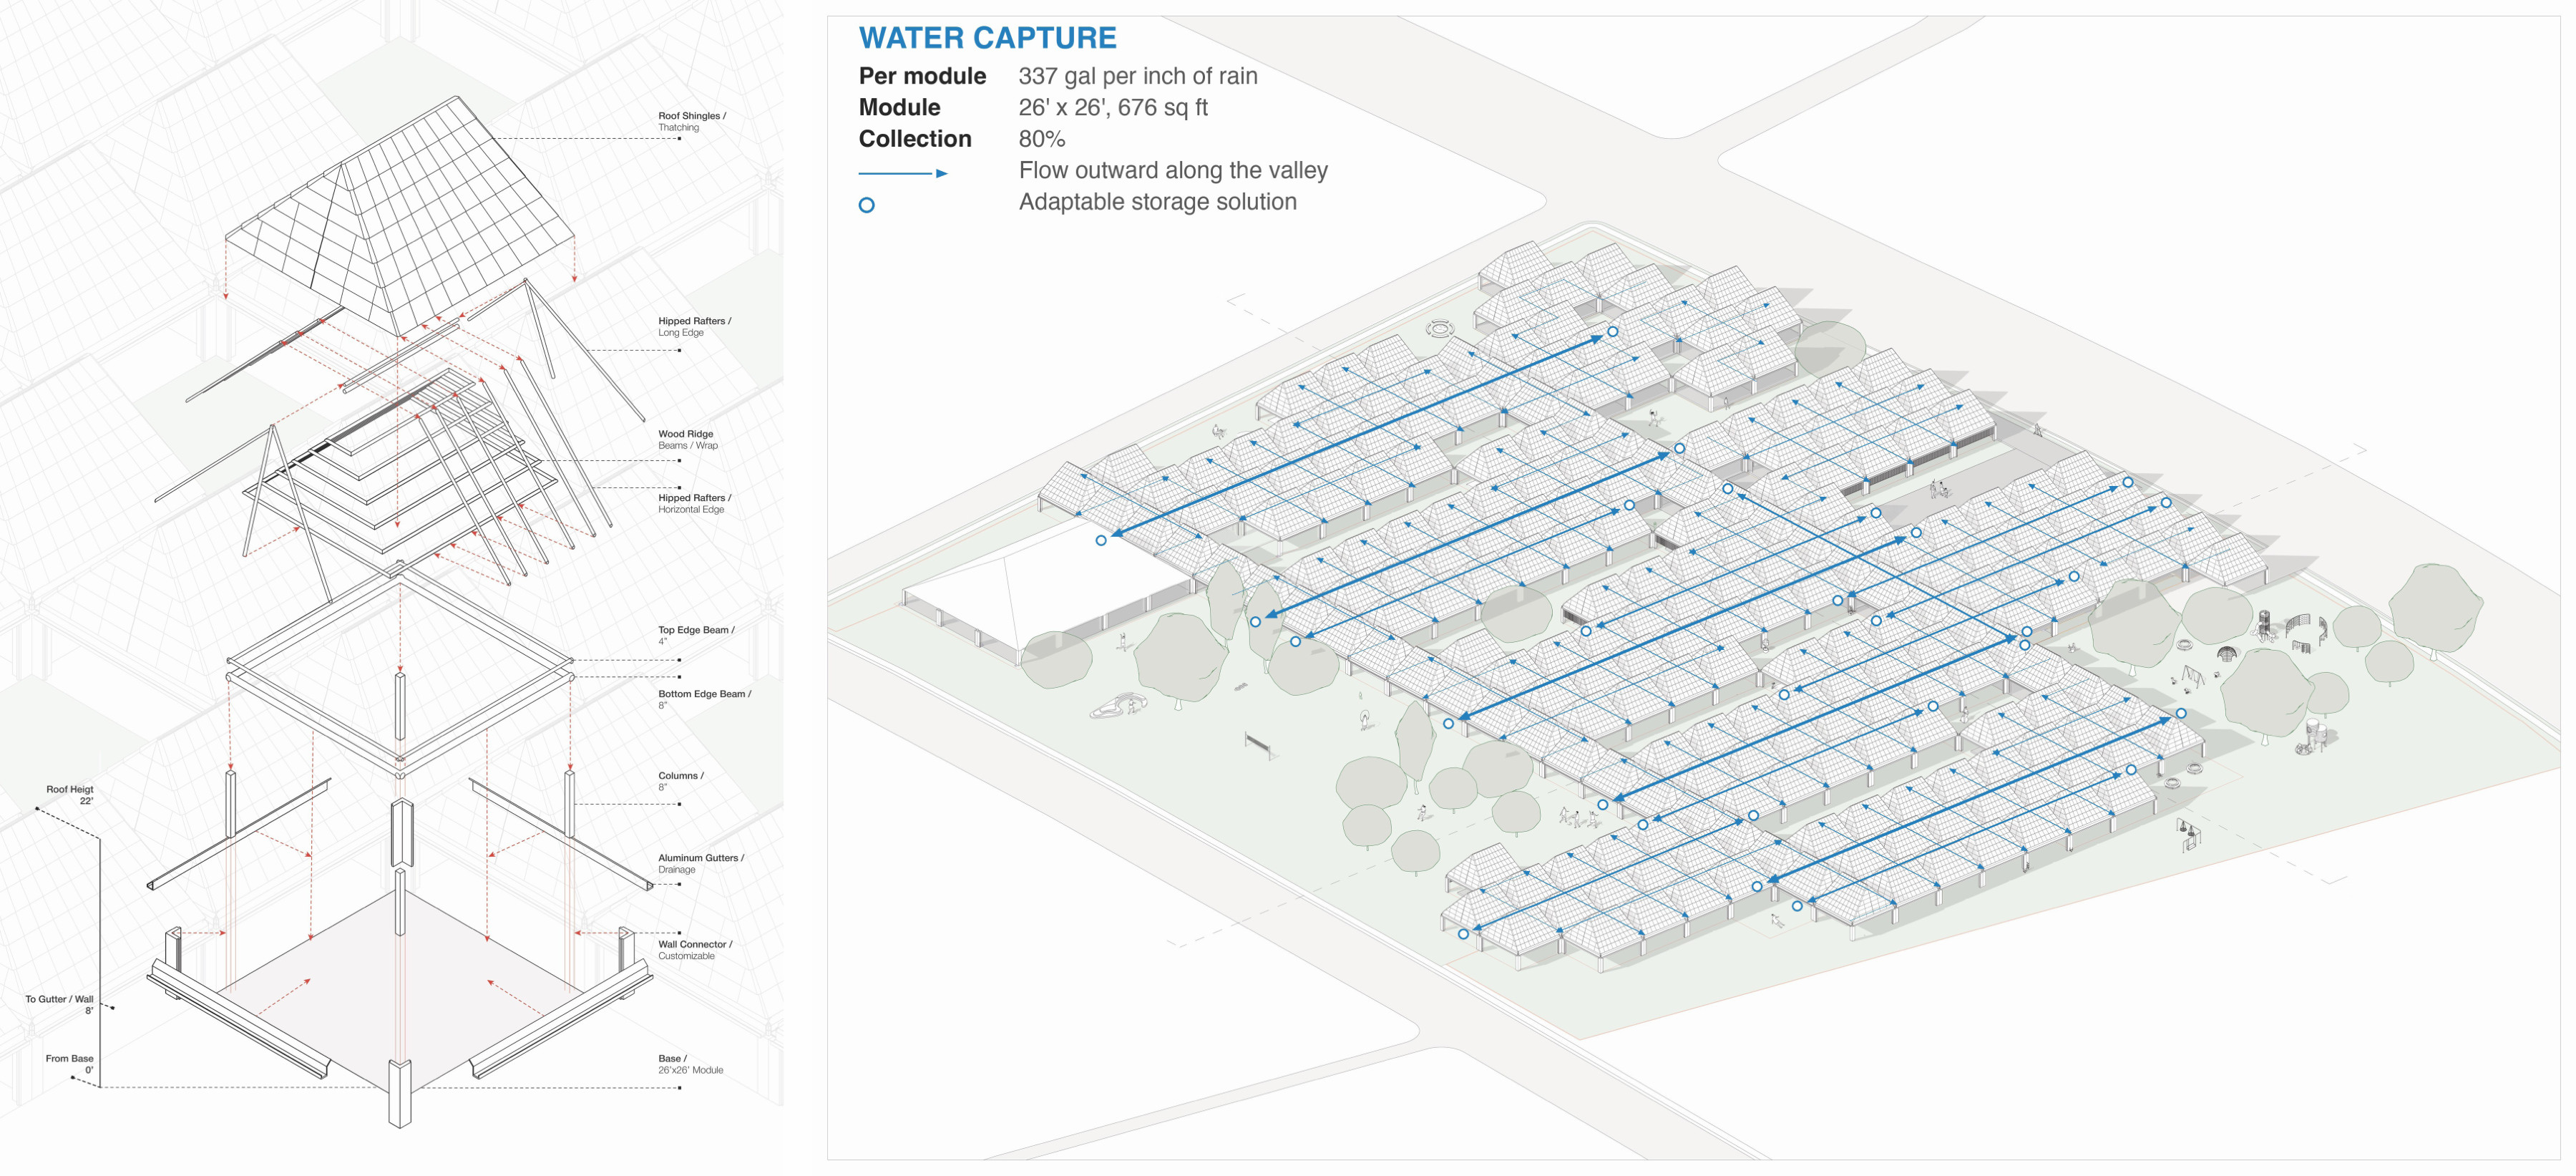 Roof Shingles /
Thatching
Hipped Rafters /
Long Edge
Wood Ridge
Beams / Wrap
Hipped Rafters /
Horizontal Edge
Top Edge Beam /
4"
Bottom Edge Beam /
8"
Columns /
8"
Aluminum Gutters /
Drainage
Wall Connector /
Customizable
Base /
26'x26' Module
Roof Heigt
22'
To Gutter / Wall
8'
From Base
0'
WATER CAPTURE
Per module 337 gal per inch of rain
Module 26' x 26', 676 sq ft
Collection 80%
Flow outward along the valley
Adaptable storage solution